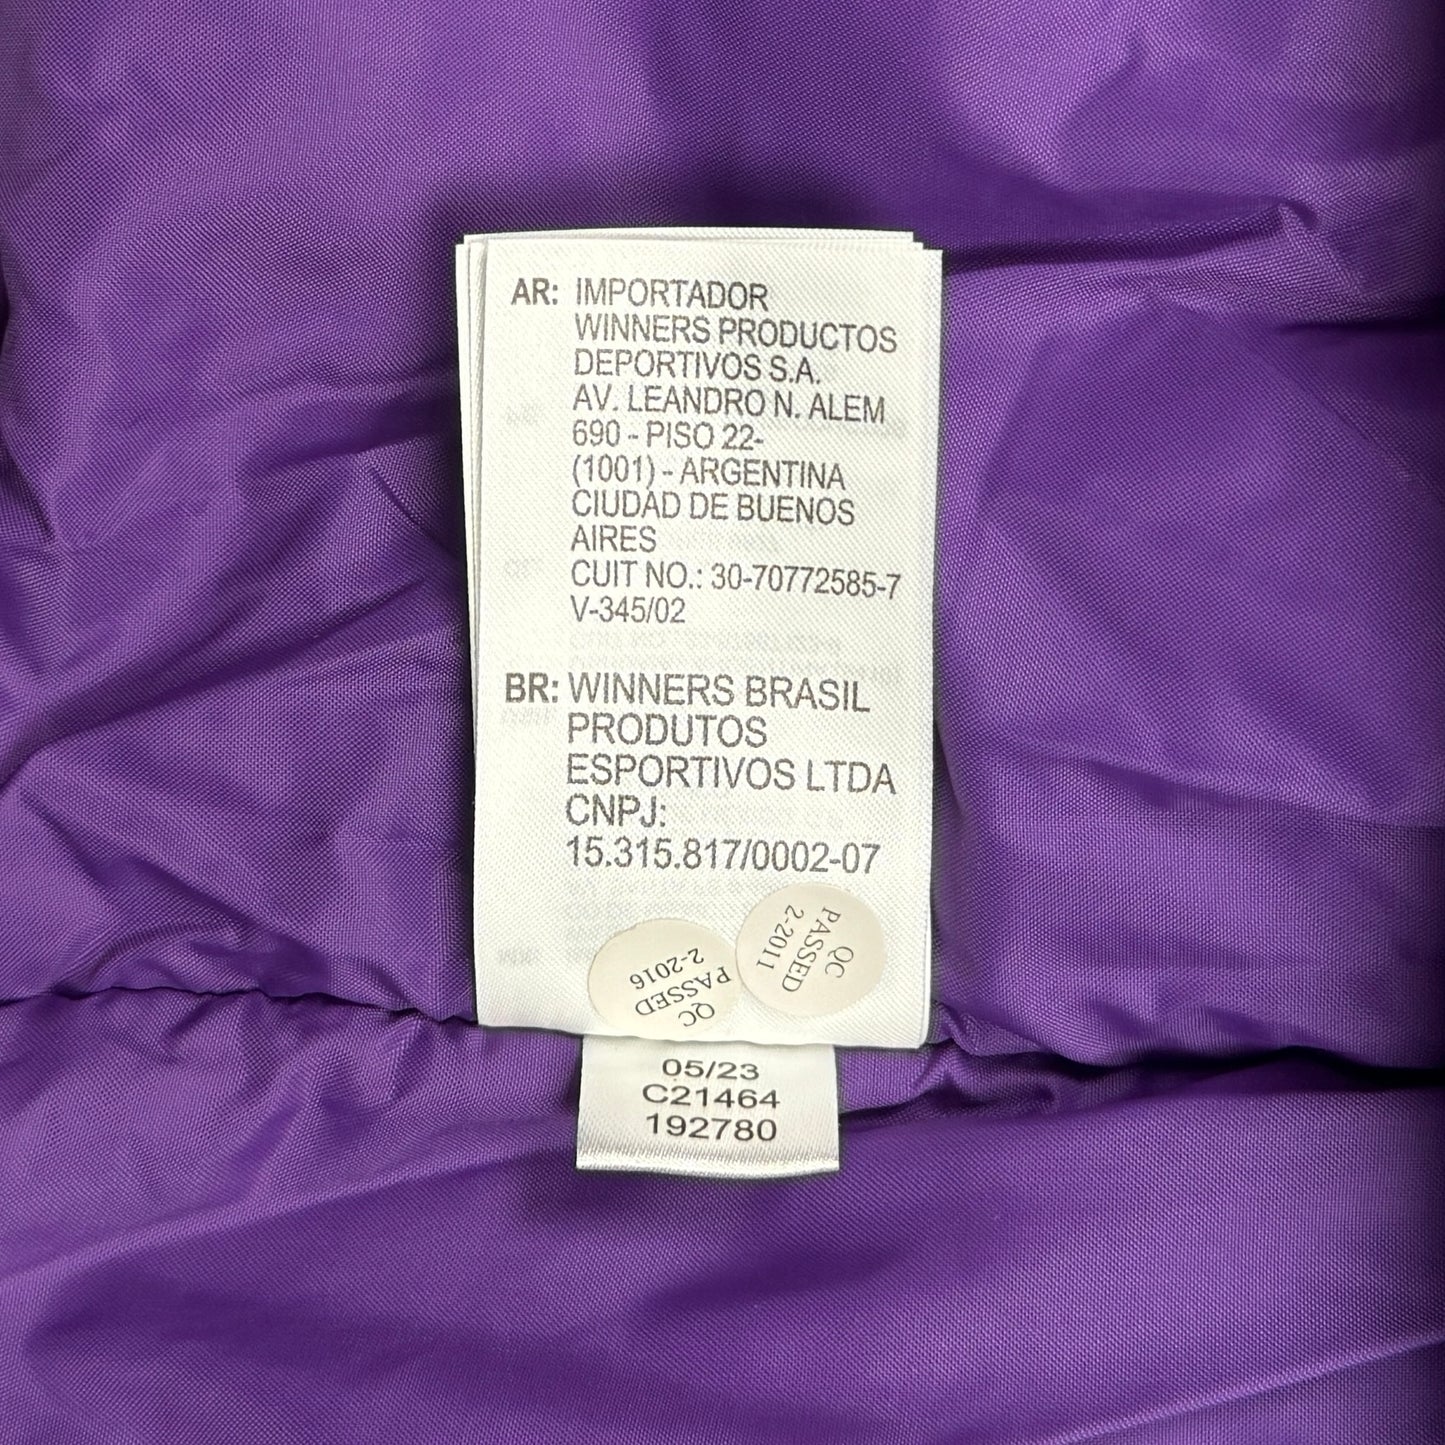 AR: IMPORTADOR
WINNERS PRODUCTOS
DEPORTIVOS S.A.
AV. LEANDRO N. ALEM
690 - PISO 22-
(1001) - ARGENTINA
CIUDAD DE BUENOS
AIRES
CUIT NO.: 30-70772585-7
V-345/02
BR: WINNERS BRASIL
PRODUTOS
ESPORTIVOS LTDA
CNPJ:
15.315.817/0002-07
QC
PASSED
2-2016
QC
PASSED
2-2011
05/23
C21464
192780